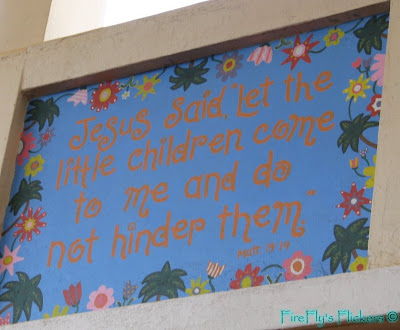 Jesus said, "Let the
little children come
to me and do
not hinder them."
Matt 19:14
FireFly's Flickers ©